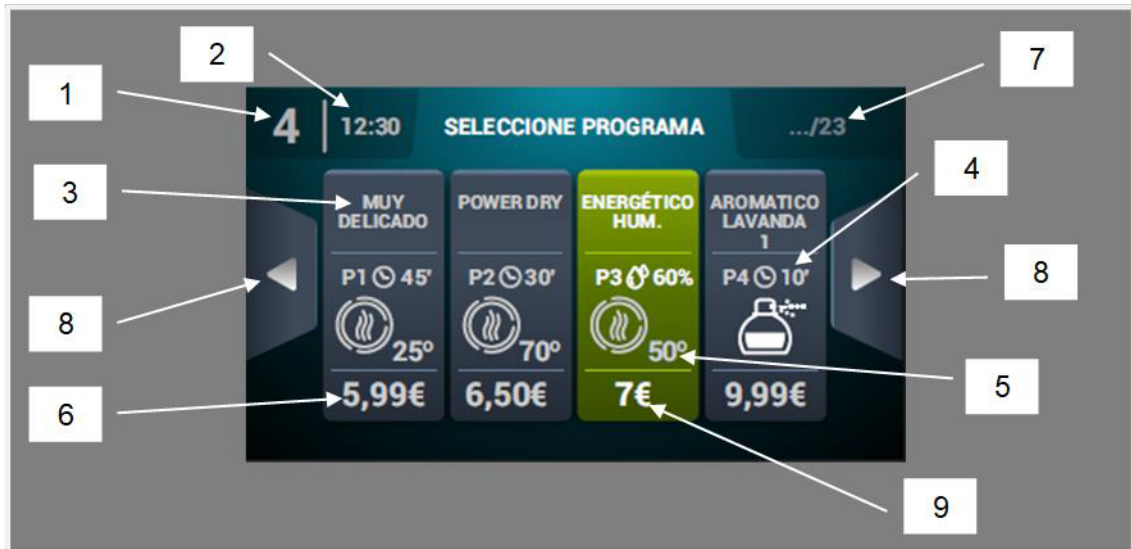 2
7
1
4 12:30 SELECCIONE PROGRAMA .../23
4
3
MUY
DELICADO
POWER DRY
ENERGÉTICO
HUM.
AROMATICO
LAVANDA
1
P1 45'
P2 30'
P3 60%
P4 10'
8
8
25º
70º
50º
5
6
5,99€
6,50€
7€
9,99€
9